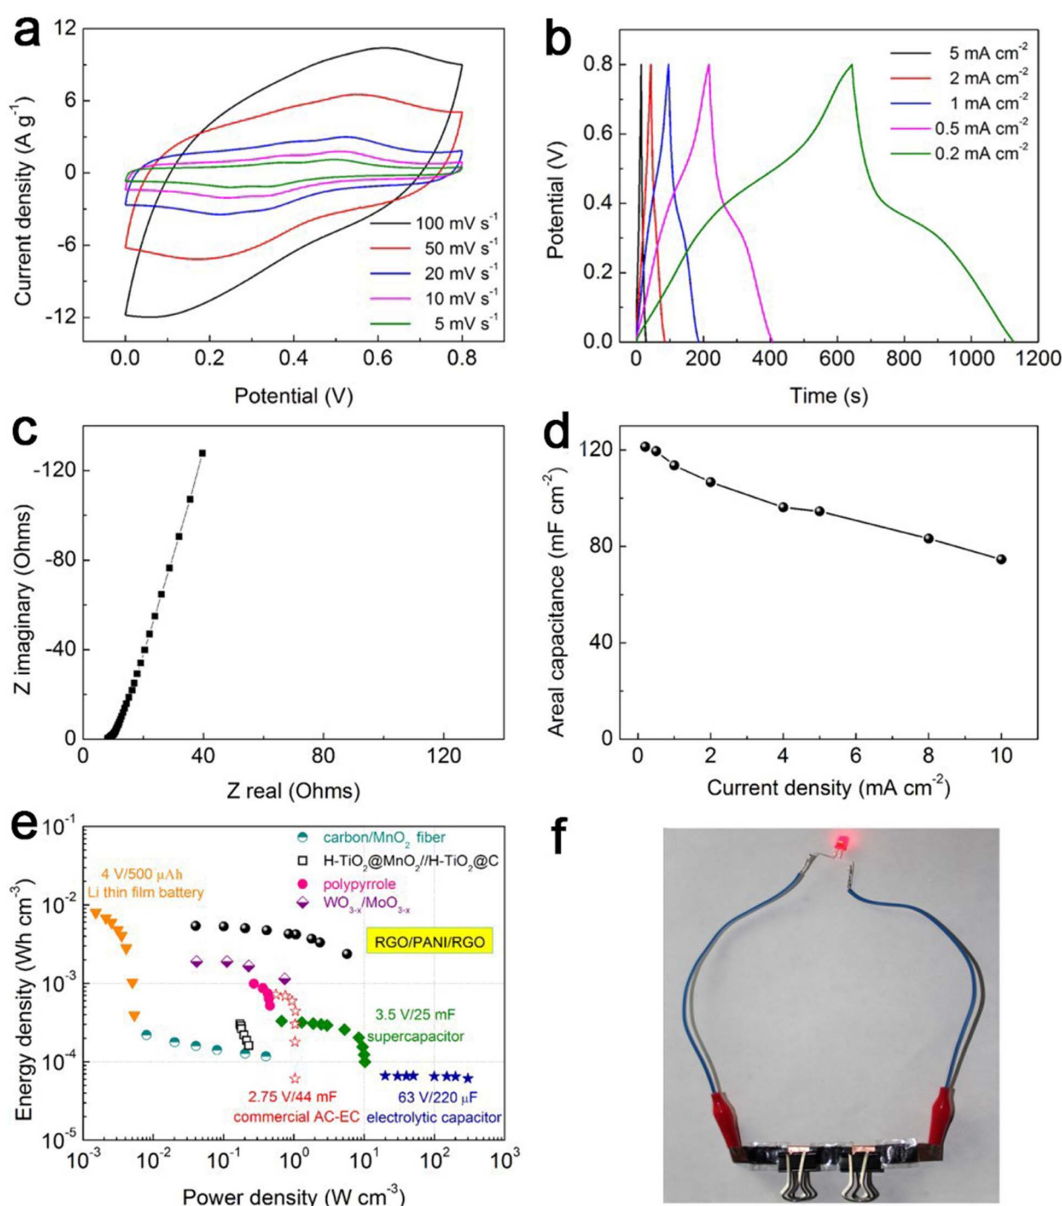 a
12
6
0
-6
-12
Current density (A g⁻¹)
100 mV s⁻¹
50 mV s⁻¹
20 mV s⁻¹
10 mV s⁻¹
5 mV s⁻¹
0.0 0.2 0.4 0.6 0.8
Potential (V)
b
0.8
0.6
0.4
0.2
0.0
Potential (V)
5 mA cm⁻²
2 mA cm⁻²
1 mA cm⁻²
0.5 mA cm⁻²
0.2 mA cm⁻²
0 200 400 600 800 1000 1200
Time (s)
c
-120
-80
-40
0
Z imaginary (Ohms)
0 40 80 120
Z real (Ohms)
d
120
80
40
0
Areal capacitance (mF cm⁻²)
0 2 4 6 8 10
Current density (mA cm⁻²)
e
10⁻¹
10⁻²
10⁻³
10⁻⁴
10⁻⁵
Energy density (Wh cm⁻³)
carbon/MnO₂ fiber
H-TiO₂@MnO₂//H-TiO₂@C
polypyrrole
WO₃₋ₓ/MoO₃₋ₓ
4 V/500 μAh
Li thin film battery
RGO/PANI/RGO
3.5 V/25 mF
supercapacitor
2.75 V/44 mF
commercial AC-EC
63 V/220 μF
electrolytic capacitor
10⁻³ 10⁻² 10⁻¹ 10⁰ 10¹ 10² 10³
Power density (W cm⁻³)
f